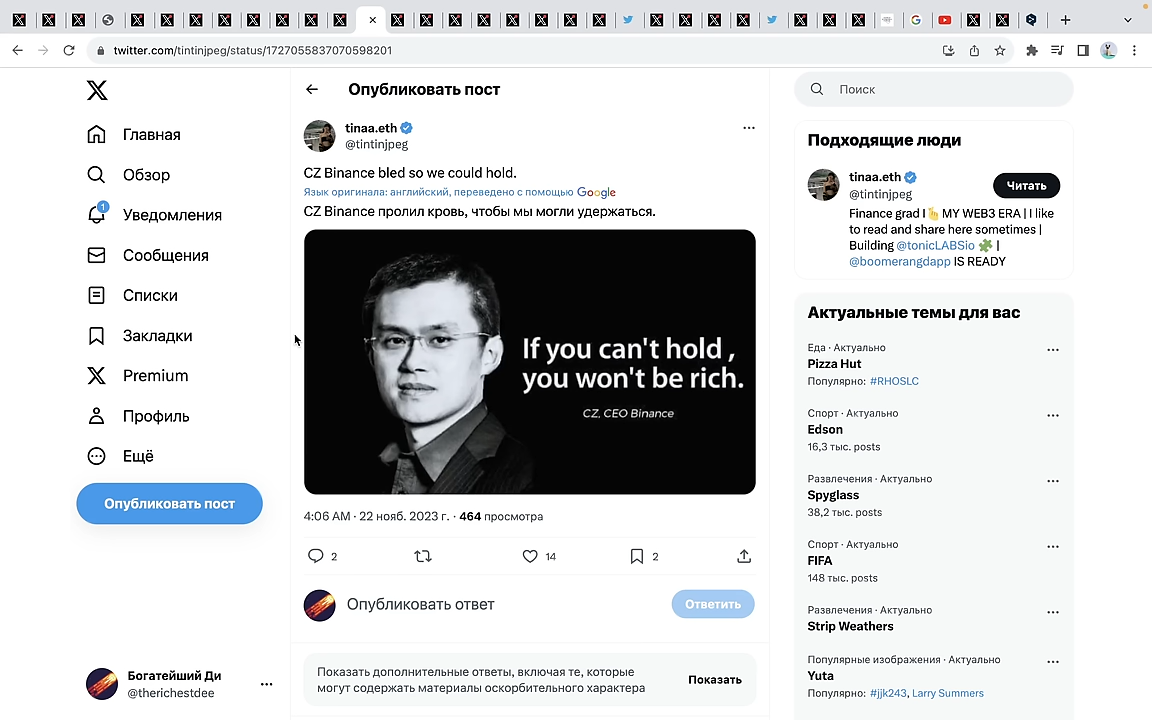 twitter.com/tintinjpeg/status/1727055837070598201
Главная
Обзор
1
Уведомления
Сообщения
Списки
Закладки
Premium
Профиль
Ещё
Опубликовать пост
Богатейший Ди
@therichestdee
Опубликовать пост
tinaa.eth
@tintinjpeg
CZ Binance bled so we could hold.
Язык оригинала: английский, переведено с помощью Google
CZ Binance пролил кровь, чтобы мы могли удержаться.
If you can't hold ,
you won't be rich.
CZ, CEO Binance
4:06 AM · 22 нояб. 2023 г. · 464 просмотра
2
14
2
Опубликовать ответ
Ответить
Показать дополнительные ответы, включая те, которые
могут содержать материалы оскорбительного характера
Показать
Поиск
Подходящие люди
tinaa.eth
@tintinjpeg
Читать
Finance grad I 🫰 MY WEB3 ERA | I like
to read and share here sometimes |
Building @tonicLABSio 🧩 |
@boomerangdapp IS READY
Актуальные темы для вас
Еда · Актуально
Pizza Hut
Популярно: #RHOSLC
Спорт · Актуально
Edson
16,3 тыс. posts
Развлечения · Актуально
Spyglass
38,2 тыс. posts
Спорт · Актуально
FIFA
148 тыс. posts
Развлечения · Актуально
Strip Weathers
Популярные изображения · Актуально
Yuta
Популярно: #jjk243, Larry Summers